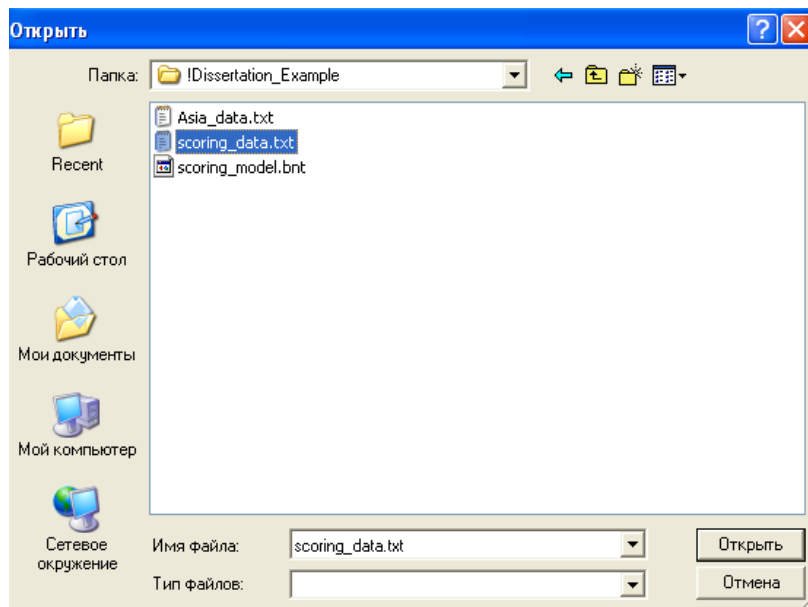 Открыть
Папка: !Dissertation_Example
Asia_data.txt
scoring_data.txt
scoring_model.bnt
Recent
Рабочий стол
Мои документы
Мой компьютер
Сетевое
окружение
Имя файла: scoring_data.txt Открыть
Тип файлов: Отмена